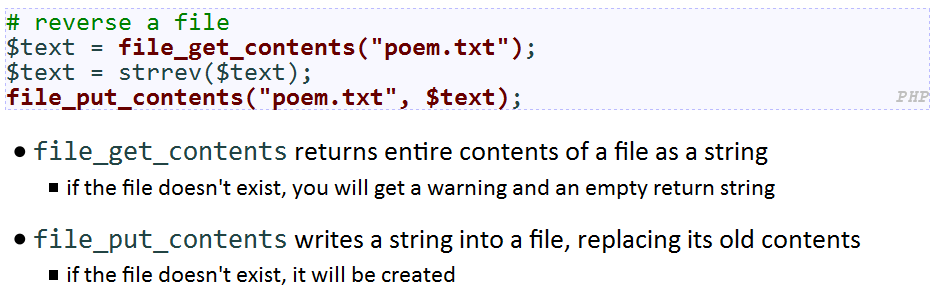 # reverse a file
$text = file_get_contents("poem.txt");
$text = strrev($text);
file_put_contents("poem.txt", $text);
PHP
• file_get_contents returns entire contents of a file as a string
▪ if the file doesn't exist, you will get a warning and an empty return string
• file_put_contents writes a string into a file, replacing its old contents
▪ if the file doesn't exist, it will be created